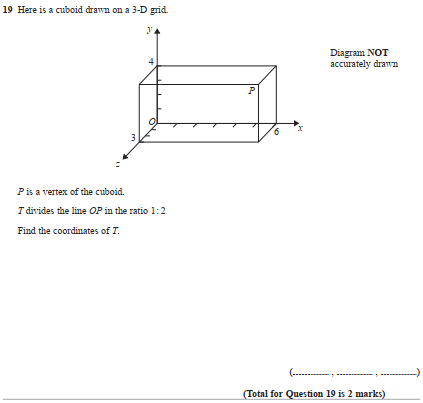 19 Here is a cuboid drawn on a 3-D grid.
y
Diagram NOT
accurately drawn
4
P
O
3
6
x
z
P is a vertex of the cuboid.
T divides the line OP in the ratio 1 : 2
Find the coordinates of T.
(............ , ............ , ............)
(Total for Question 19 is 2 marks)